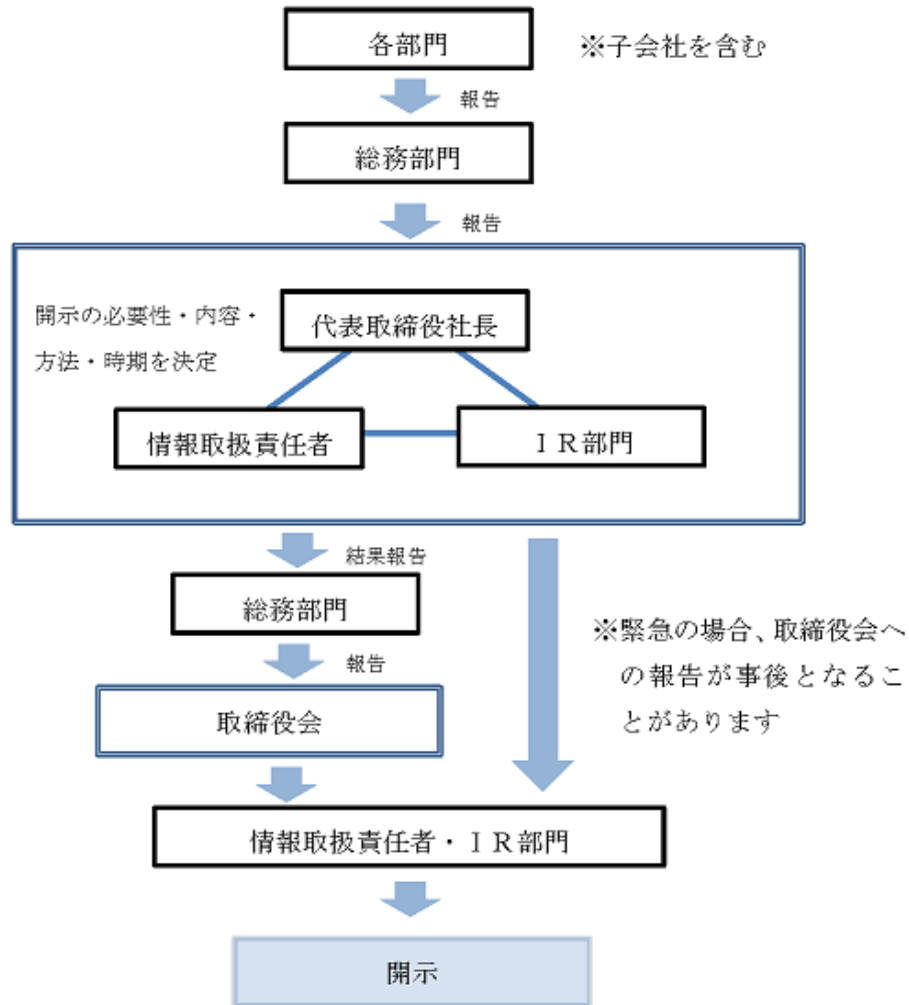 各部門
※子会社を含む
報告
総務部門
報告
開示の必要性・内容・
方法・時期を決定
代表取締役社長
情報取扱責任者
ＩＲ部門
結果報告
総務部門
※緊急の場合、取締役会へ
の報告が事後となるこ
とがあります
報告
取締役会
情報取扱責任者・ＩＲ部門
開示